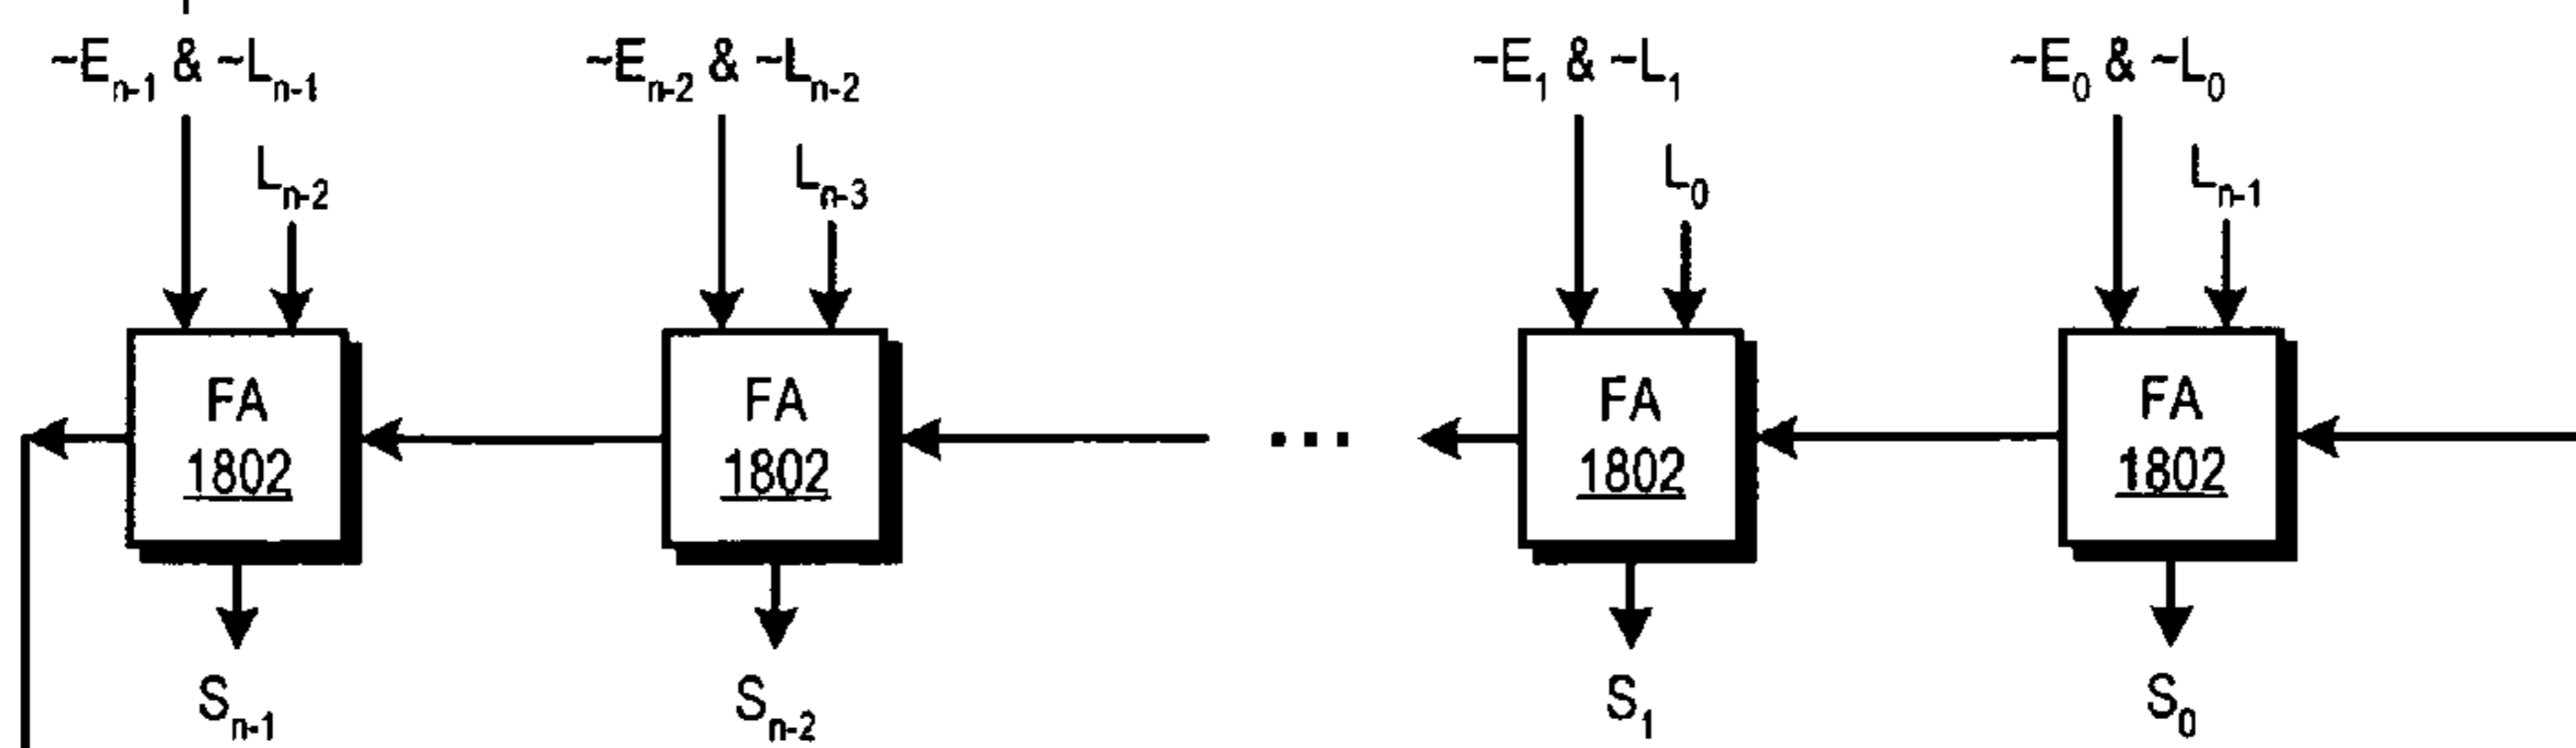 ~Eₙ₋₁ & ~Lₙ₋₁ ~Eₙ₋₂ & ~Lₙ₋₂ ~E₁ & ~L₁ ~E₀ & ~L₀
Lₙ₋₂ Lₙ₋₃ L₀ Lₙ₋₁
FA FA FA FA
1802 1802 ... 1802 1802
Sₙ₋₁ Sₙ₋₂ S₁ S₀